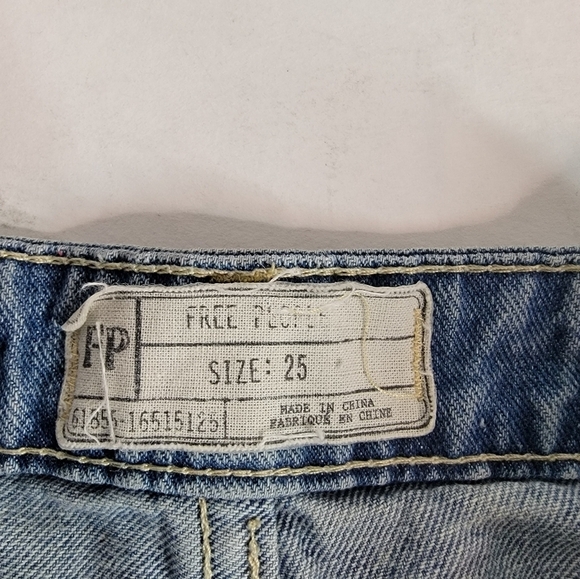 FP
FREE PEOPLE
SIZE: 25
61855-16515125
MADE IN CHINA
FABRIQUE EN CHINE